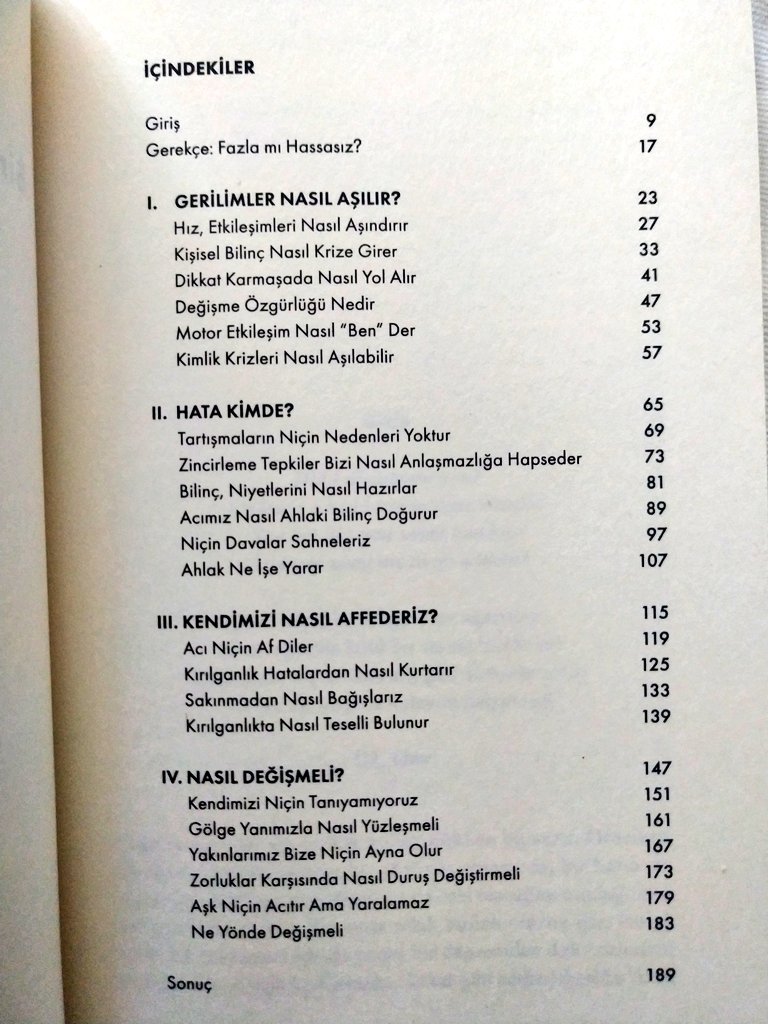 İÇİNDEKİLER
Giriş 9
Gerekçe: Fazla mı Hassasız? 17
I. GERİLİMLER NASIL AŞILIR? 23
Hız, Etkileşimleri Nasıl Aşındırır 27
Kişisel Bilinç Nasıl Krize Girer 33
Dikkat Karmaşada Nasıl Yol Alır 41
Değişme Özgürlüğü Nedir 47
Motor Etkileşim Nasıl “Ben” Der 53
Kimlik Krizleri Nasıl Aşılabilir 57
II. HATA KİMDE? 65
Tartışmaların Niçin Nedenleri Yoktur 69
Zincirleme Tepkiler Bizi Nasıl Anlaşmazlığa Hapseder 73
Bilinç, Niyetlerini Nasıl Hazırlar 81
Acımız Nasıl Ahlaki Bilinç Doğurur 89
Niçin Davalar Sahneleriz 97
Ahlak Ne İşe Yarar 107
III. KENDİMİZİ NASIL AFFEDERİZ? 115
Acı Niçin Af Diler 119
Kırılganlık Hatalardan Nasıl Kurtarır 125
Sakınmadan Nasıl Bağışlarız 133
Kırılganlıkta Nasıl Teselli Bulunur 139
IV. NASIL DEĞİŞMELİ? 147
Kendimizi Niçin Tanıyamıyoruz 151
Gölge Yanımızla Nasıl Yüzleşmeli 161
Yakınlarımız Bize Niçin Ayna Olur 167
Zorluklar Karşısında Nasıl Duruş Değiştirmeli 173
Aşk Niçin Acıtır Ama Yaralamaz 179
Ne Yönde Değişmeli 183
Sonuç 189